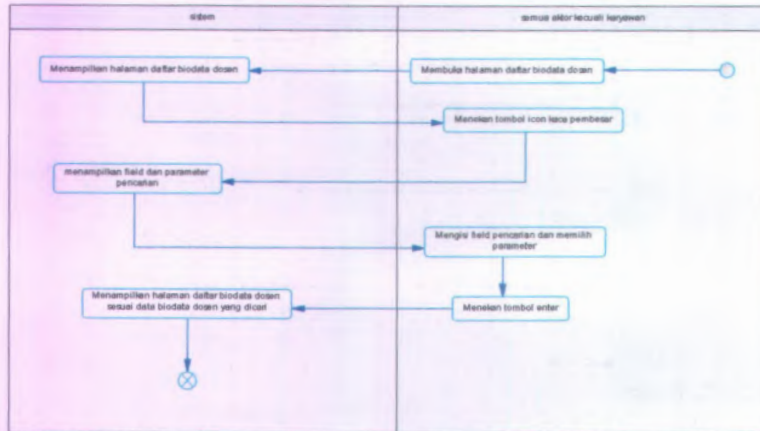 sistem
semua aktor kecuali karyawan
Menampilkan halaman daftar biodata dosen
Membuka halaman daftar biodata dosen
Menekan tombol icon kaca pembesar
menampilkan field dan parameter
pencarian
Mengisi field pencarian dan memilih
parameter
Menampilkan halaman daftar biodata dosen
sesuai data biodata dosen yang dicari
Menekan tombol enter